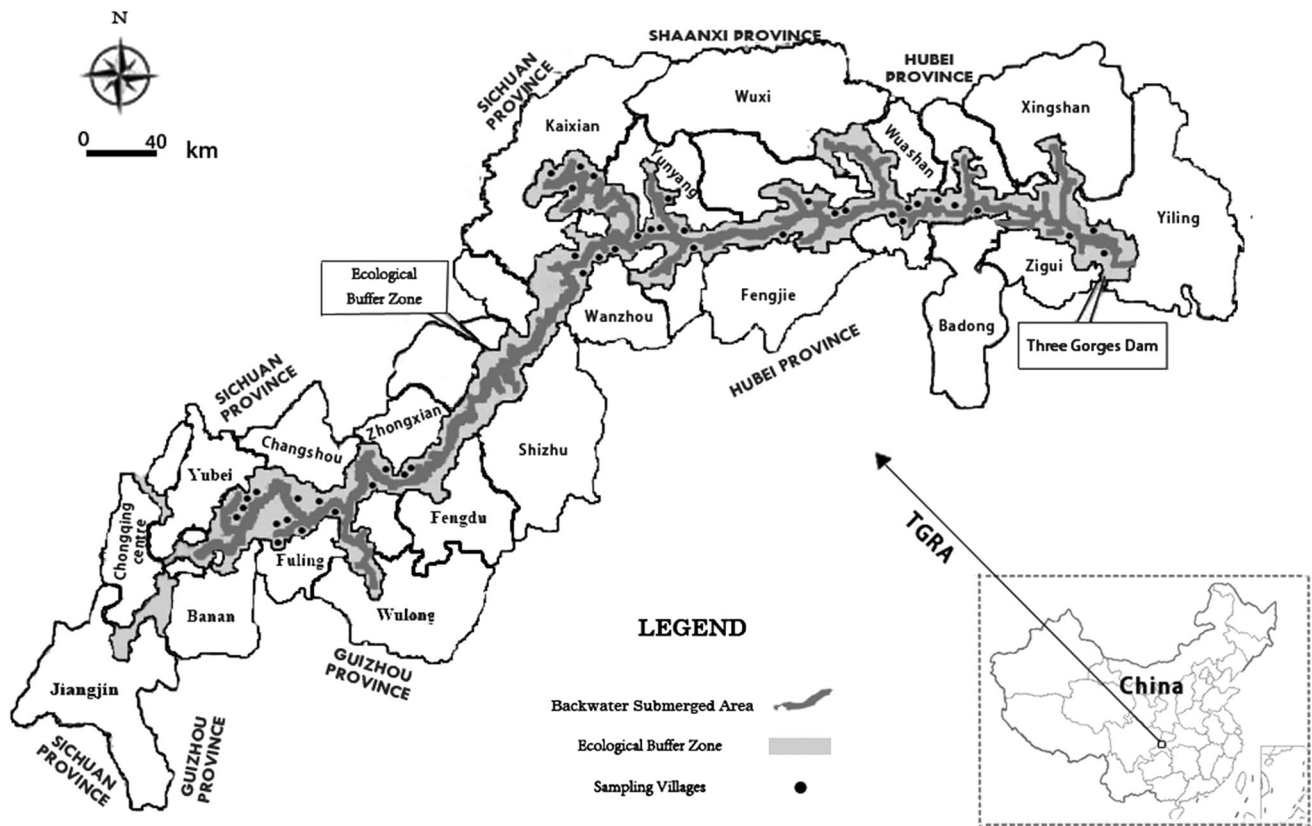 N
0 40 km
SHAANXI PROVINCE
HUBEI
PROVINCE
SICHUAN
PROVINCE
Kaixian
Wuxi
Xingshan
Yunyang
Wuashan
Yiling
Ecological
Buffer Zone
Wanzhou
Fengjie
Zigui
Badong
Three Gorges Dam
HUBEI PROVINCE
SICHUAN
PROVINCE
Zhongxian
Changshou
Yubei
Shizhu
Chongqing
centre
Fengdu
Fuling
Banan
Wulong
TGRA
GUIZHOU
PROVINCE
Jiangjin
SICHUAN
PROVINCE
GUIZHOU
PROVINCE
LEGEND
Backwater Submerged Area
Ecological Buffer Zone
Sampling Villages
China